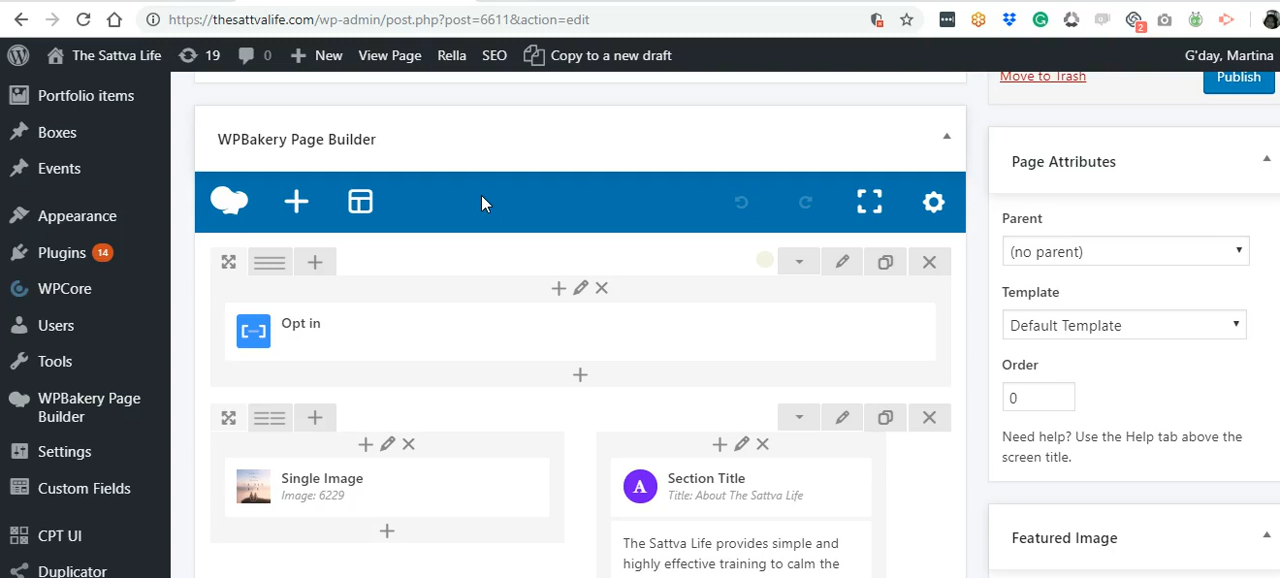 https://thesattvalife.com/wp-admin/post.php?post=6611&action=edit
2
The Sattva Life 19 0 New View Page Rella SEO Copy to a new draft G'day, Martina
Portfolio items
Boxes
Events
Appearance
Plugins 14
WPCore
Users
Tools
WPBakery Page
Builder
Settings
Custom Fields
CPT UI
Duplicator
WPBakery Page Builder
Opt in
Single Image
Image: 6229
A
Section Title
Title: About The Sattva Life
The Sattva Life provides simple and
highly effective training to calm the
Move to Trash
Publish
Page Attributes
Parent
(no parent)
Template
Default Template
Order
0
Need help? Use the Help tab above the
screen title.
Featured Image